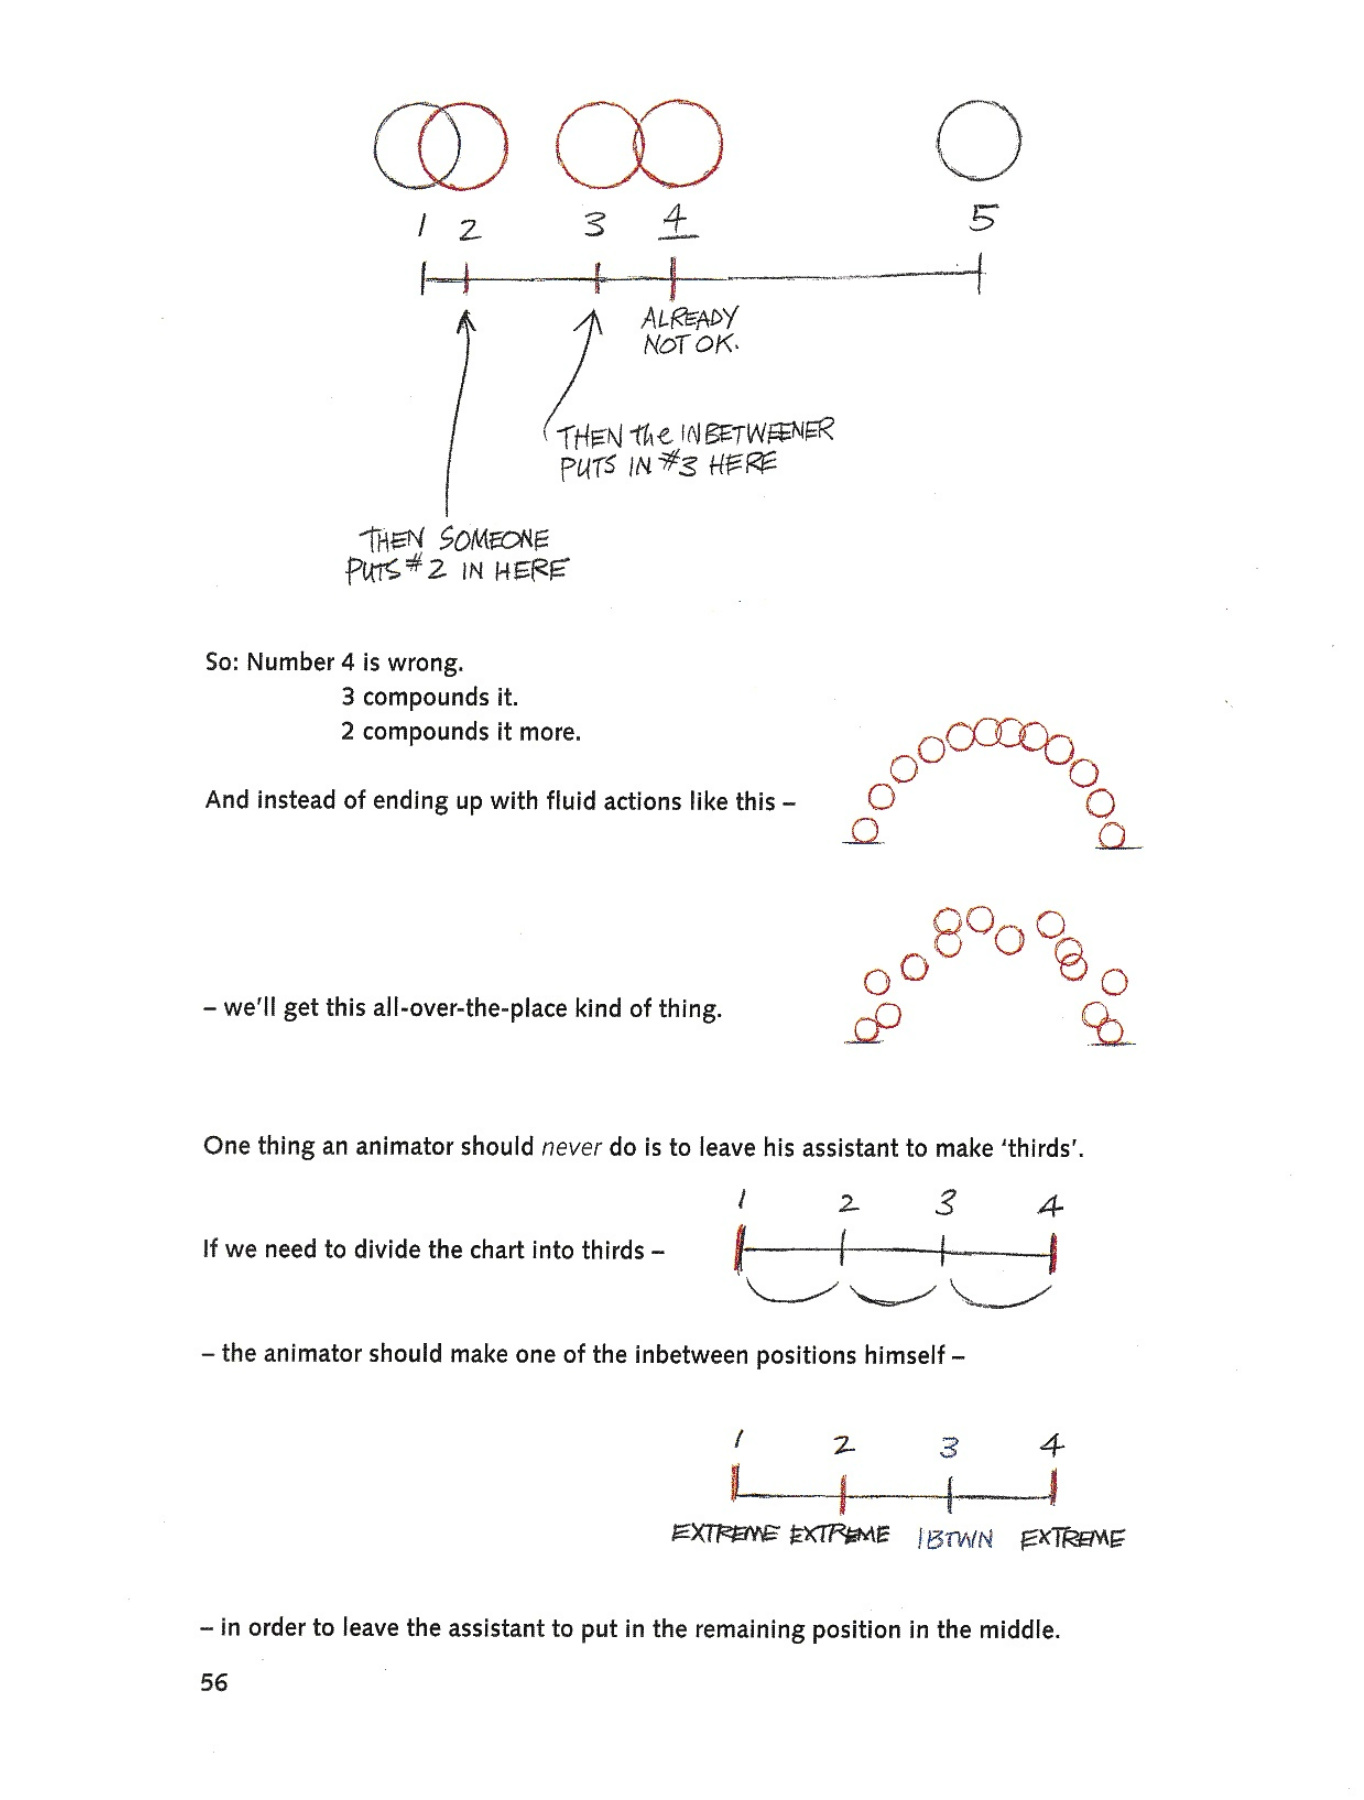 1 2 3 4 5
ALREADY
NOT OK.
THEN the INBETWEENER
PUTS IN #3 HERE
THEN SOMEONE
PUTS #2 IN HERE
So: Number 4 is wrong.
3 compounds it.
2 compounds it more.
And instead of ending up with fluid actions like this –
– we'll get this all-over-the-place kind of thing.
One thing an animator should never do is to leave his assistant to make ‘thirds’.
1 2 3 4
If we need to divide the chart into thirds –
– the animator should make one of the inbetween positions himself –
1 2 3 4
EXTREME EXTREME IBTWN EXTREME
– in order to leave the assistant to put in the remaining position in the middle.
56